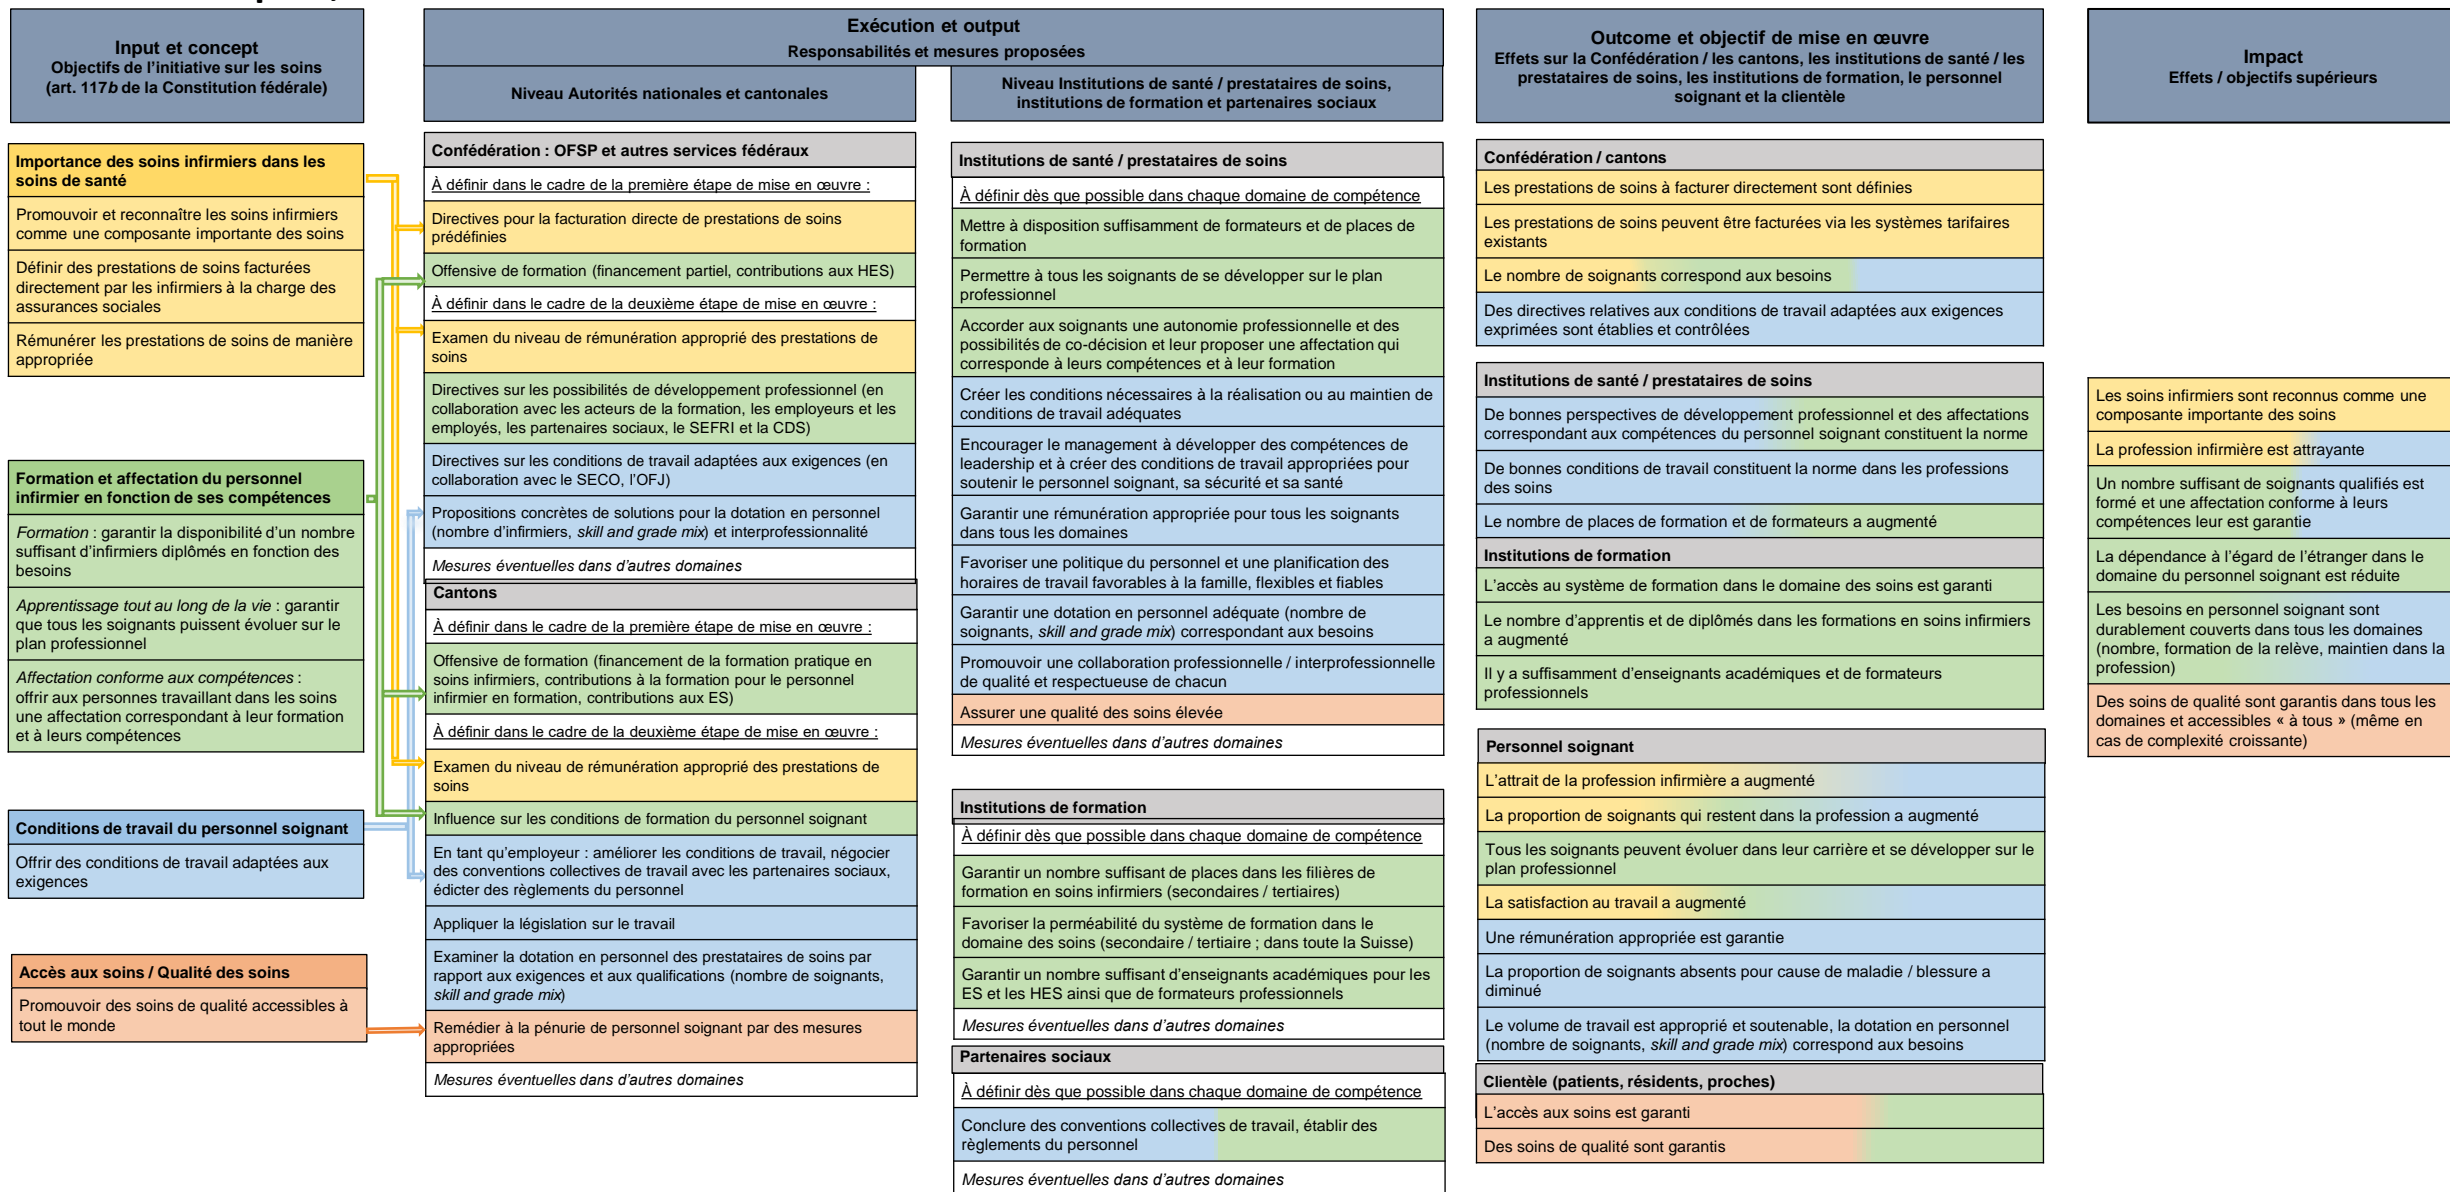 Input et concept
Objectifs de l'initiative sur les soins
(art. 117b de la Constitution fédérale)
Importance des soins infirmiers dans les
soins de santé
Promouvoir et reconnaître les soins infirmiers
comme une composante importante des soins
Définir des prestations de soins facturées
directement par les infirmiers à la charge des
assurances sociales
Rémunérer les prestations de soins de manière
appropriée
Formation et affectation du personnel
infirmier en fonction de ses compétences
Formation : garantir la disponibilité d'un nombre
suffisant d'infirmiers diplômés en fonction des
besoins
Apprentissage tout au long de la vie : garantir
que tous les soignants puissent évoluer sur le
plan professionnel
Affectation conforme aux compétences :
offrir aux personnes travaillant dans les soins
une affectation correspondant à leur formation
et à leurs compétences
Conditions de travail du personnel soignant
Offrir des conditions de travail adaptées aux
exigences
Accès aux soins / Qualité des soins
Promouvoir des soins de qualité accessibles à
tout le monde
Exécution et output
Responsabilités et mesures proposées
Niveau Autorités nationales et cantonales
Confédération : OFSP et autres services fédéraux
À définir dans le cadre de la première étape de mise en œuvre :
Directives pour la facturation directe de prestations de soins
prédéfinies
Offensive de formation (financement partiel, contributions aux HES)
À définir dans le cadre de la deuxième étape de mise en œuvre :
Examen du niveau de rémunération approprié des prestations de
soins
Directives sur les possibilités de développement professionnel (en
collaboration avec les acteurs de la formation, les employeurs et les
employés, les partenaires sociaux, le SEFRI et la CDS)
Directives sur les conditions de travail adaptées aux exigences (en
collaboration avec le SECO, l'OFJ)
Propositions concrètes de solutions pour la dotation en personnel
(nombre d'infirmiers, skill and grade mix) et interprofessionnalité
Mesures éventuelles dans d'autres domaines
Cantons
À définir dans le cadre de la première étape de mise en œuvre :
Offensive de formation (financement de la formation pratique en
soins infirmiers, contributions à la formation pour le personnel
infirmier en formation, contributions aux ES)
À définir dans le cadre de la deuxième étape de mise en œuvre :
Examen du niveau de rémunération approprié des prestations de
soins
Influence sur les conditions de formation du personnel soignant
En tant qu'employeur : améliorer les conditions de travail, négocier
des conventions collectives de travail avec les partenaires sociaux,
édicter des règlements du personnel
Appliquer la législation sur le travail
Examiner la dotation en personnel des prestataires de soins par
rapport aux exigences et aux qualifications (nombre de soignants,
skill and grade mix)
Remédier à la pénurie de personnel soignant par des mesures
appropriées
Mesures éventuelles dans d'autres domaines
Niveau Institutions de santé / prestataires de soins,
institutions de formation et partenaires sociaux
Institutions de santé / prestataires de soins
À définir dès que possible dans chaque domaine de compétence
Mettre à disposition suffisamment de formateurs et de places de
formation
Permettre à tous les soignants de se développer sur le plan
professionnel
Accorder aux soignants une autonomie professionnelle et des
possibilités de co-décision et leur proposer une affectation qui
corresponde à leurs compétences et à leur formation
Créer les conditions nécessaires à la réalisation ou au maintien de
conditions de travail adéquates
Encourager le management à développer des compétences de
leadership et à créer des conditions de travail appropriées pour
soutenir le personnel soignant, sa sécurité et sa santé
Garantir une rémunération appropriée pour tous les soignants
dans tous les domaines
Favoriser une politique du personnel et une planification des
horaires de travail favorables à la famille, flexibles et fiables
Garantir une dotation en personnel adéquate (nombre de
soignants, skill and grade mix) correspondant aux besoins
Promouvoir une collaboration professionnelle / interprofessionnelle
de qualité et respectueuse de chacun
Assurer une qualité des soins élevée
Mesures éventuelles dans d'autres domaines
Institutions de formation
À définir dès que possible dans chaque domaine de compétence
Garantir un nombre suffisant de places dans les filières de
formation en soins infirmiers (secondaires / tertiaires)
Favoriser la perméabilité du système de formation dans le
domaine des soins (secondaire / tertiaire ; dans toute la Suisse)
Garantir un nombre suffisant d'enseignants académiques pour les
ES et les HES ainsi que de formateurs professionnels
Mesures éventuelles dans d'autres domaines
Partenaires sociaux
À définir dès que possible dans chaque domaine de compétence
Conclure des conventions collectives de travail, établir des
règlements du personnel
Mesures éventuelles dans d'autres domaines
Outcome et objectif de mise en œuvre
Effets sur la Confédération / les cantons, les institutions de santé / les
prestataires de soins, les institutions de formation, le personnel
soignant et la clientèle
Confédération / cantons
Les prestations de soins à facturer directement sont définies
Les prestations de soins peuvent être facturées via les systèmes tarifaires
existants
Le nombre de soignants correspond aux besoins
Des directives relatives aux conditions de travail adaptées aux exigences
exprimées sont établies et contrôlées
Institutions de santé / prestataires de soins
De bonnes perspectives de développement professionnel et des affectations
correspondant aux compétences du personnel soignant constituent la norme
De bonnes conditions de travail constituent la norme dans les professions
des soins
Le nombre de places de formation et de formateurs a augmenté
Institutions de formation
L'accès au système de formation dans le domaine des soins est garanti
Le nombre d'apprentis et de diplômés dans les formations en soins infirmiers
a augmenté
Il y a suffisamment d'enseignants académiques et de formateurs
professionnels
Personnel soignant
L'attrait de la profession infirmière a augmenté
La proportion de soignants qui restent dans la profession a augmenté
Tous les soignants peuvent évoluer dans leur carrière et se développer sur le
plan professionnel
La satisfaction au travail a augmenté
Une rémunération appropriée est garantie
La proportion de soignants absents pour cause de maladie / blessure a
diminué
Le volume de travail est approprié et soutenable, la dotation en personnel
(nombre de soignants, skill and grade mix) correspond aux besoins
Clientèle (patients, résidents, proches)
L'accès aux soins est garanti
Des soins de qualité sont garantis
Impact
Effets / objectifs supérieurs
Les soins infirmiers sont reconnus comme une
composante importante des soins
La profession infirmière est attrayante
Un nombre suffisant de soignants qualifiés est
formé et une affectation conforme à leurs
compétences leur est garantie
La dépendance à l'égard de l'étranger dans le
domaine du personnel soignant est réduite
Les besoins en personnel soignant sont
durablement couverts dans tous les domaines
(nombre, formation de la relève, maintien dans la
profession)
Des soins de qualité sont garantis dans tous les
domaines et accessibles « à tous » (même en
cas de complexité croissante)